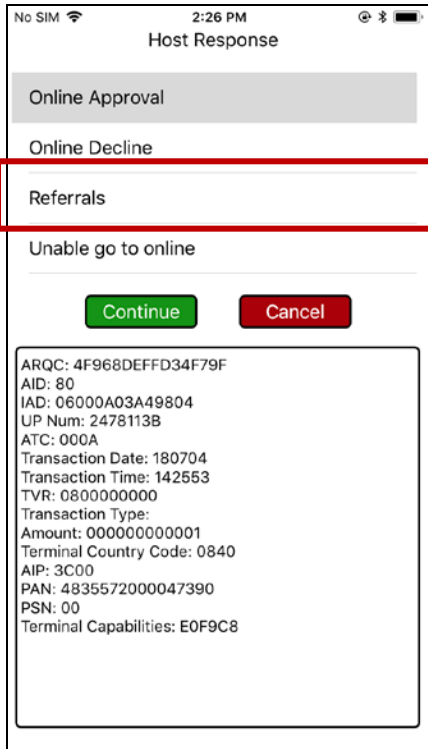 No SIM 2:26 PM
Host Response
Online Approval
Online Decline
Referrals
Unable go to online
Continue Cancel
ARQC: 4F968DEFFD34F79F
AID: 80
IAD: 06000A03A49804
UP Num: 2478113B
ATC: 000A
Transaction Date: 180704
Transaction Time: 142553
TVR: 0800000000
Transaction Type:
Amount: 000000000001
Terminal Country Code: 0840
AIP: 3C00
PAN: 4835572000047390
PSN: 00
Terminal Capabilities: E0F9C8